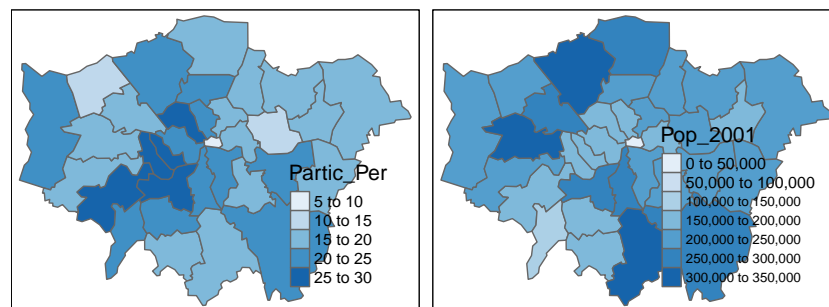 Partic_Per
5 to 10
10 to 15
15 to 20
20 to 25
25 to 30
Pop_2001
0 to 50,000
50,000 to 100,000
100,000 to 150,000
150,000 to 200,000
200,000 to 250,000
250,000 to 300,000
300,000 to 350,000